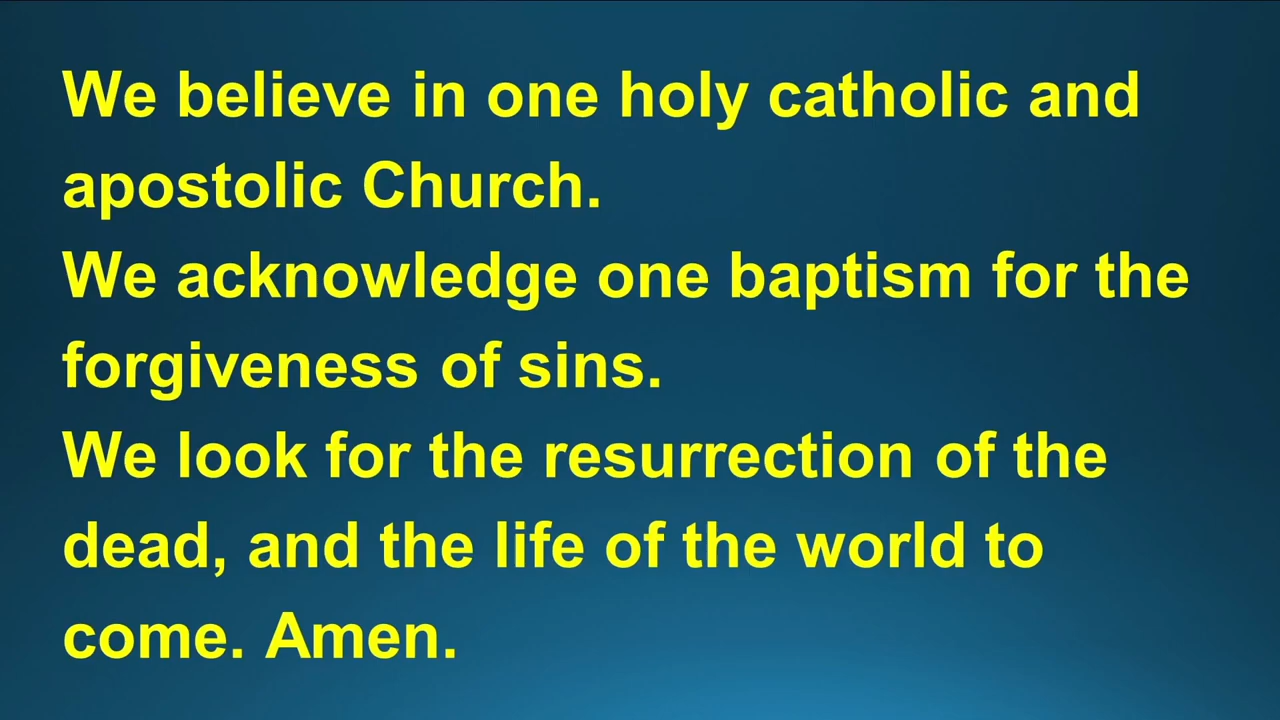 We believe in one holy catholic and
apostolic Church.
We acknowledge one baptism for the
forgiveness of sins.
We look for the resurrection of the
dead, and the life of the world to
come. Amen.